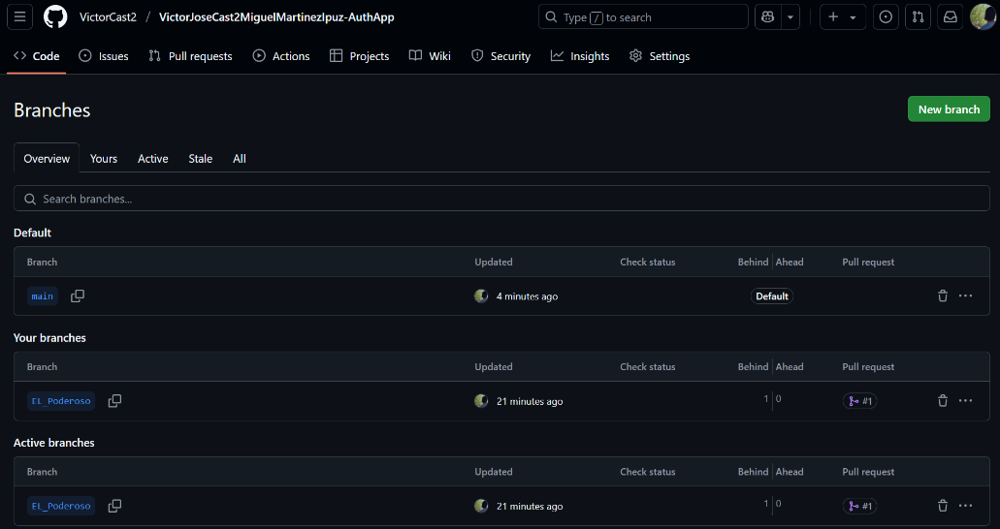 VictorCast2 / VictorJoseCast2MiguelMartinezIpuz-AuthApp
Type / to search
Code Issues Pull requests Actions Projects Wiki Security Insights Settings
Branches
New branch
Overview Yours Active Stale All
Search branches...
Default
Branch Updated Check status Behind Ahead Pull request
main 4 minutes ago Default
Your branches
Branch Updated Check status Behind Ahead Pull request
EL_Poderoso 21 minutes ago 1 0 #1
Active branches
Branch Updated Check status Behind Ahead Pull request
EL_Poderoso 21 minutes ago 1 0 #1